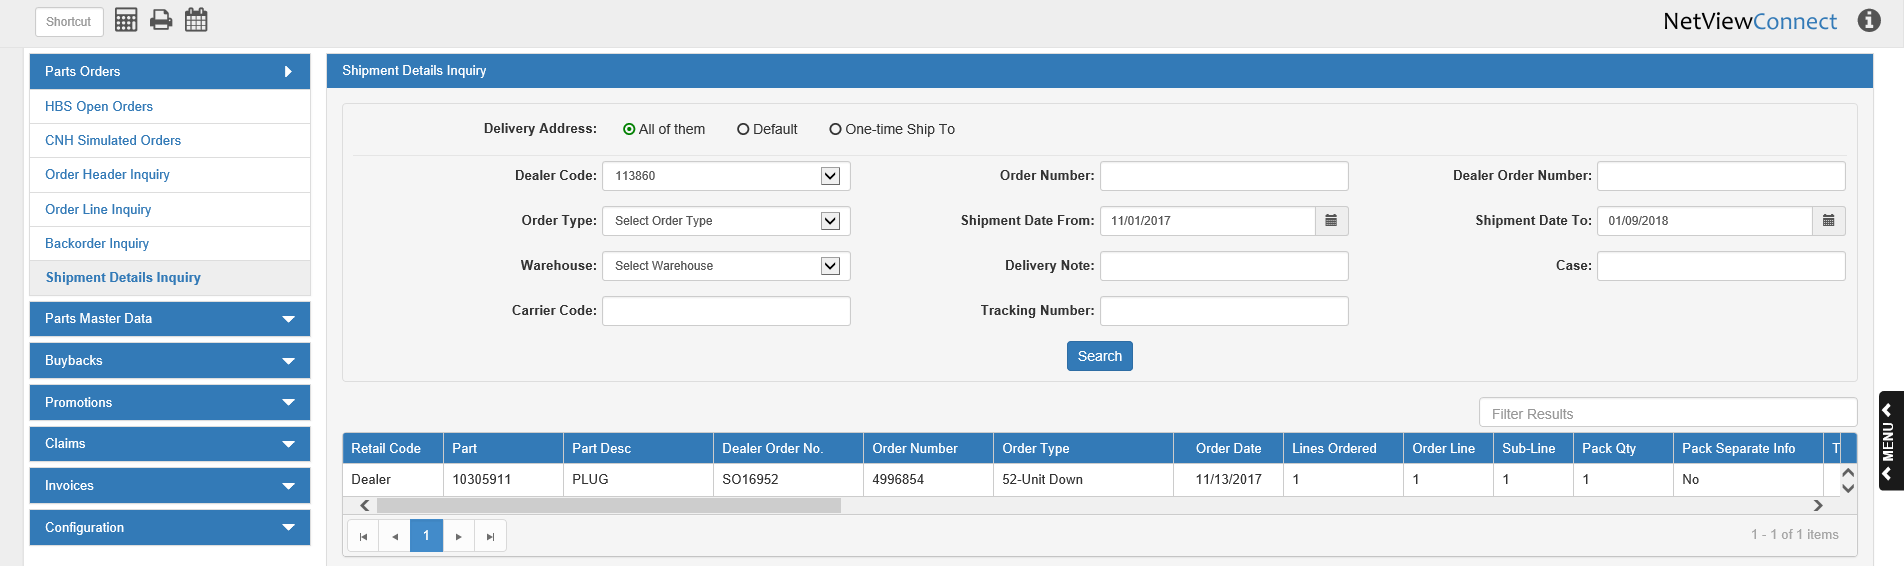 Shortcut
NetViewConnect
Parts Orders
HBS Open Orders
CNH Simulated Orders
Order Header Inquiry
Order Line Inquiry
Backorder Inquiry
Shipment Details Inquiry
Parts Master Data
Buybacks
Promotions
Claims
Invoices
Configuration
Shipment Details Inquiry
Delivery Address: All of them Default One-time Ship To
Dealer Code: 113860 Order Number: Dealer Order Number:
Order Type: Select Order Type Shipment Date From: 11/01/2017 Shipment Date To: 01/09/2018
Warehouse: Select Warehouse Delivery Note: Case:
Carrier Code: Tracking Number:
Search
Filter Results
Retail Code Part Part Desc Dealer Order No. Order Number Order Type Order Date Lines Ordered Order Line Sub-Line Pack Qty Pack Separate Info T
Dealer 10305911 PLUG SO16952 4996854 52-Unit Down 11/13/2017 1 1 1 1 No
1
1 - 1 of 1 items
MENU